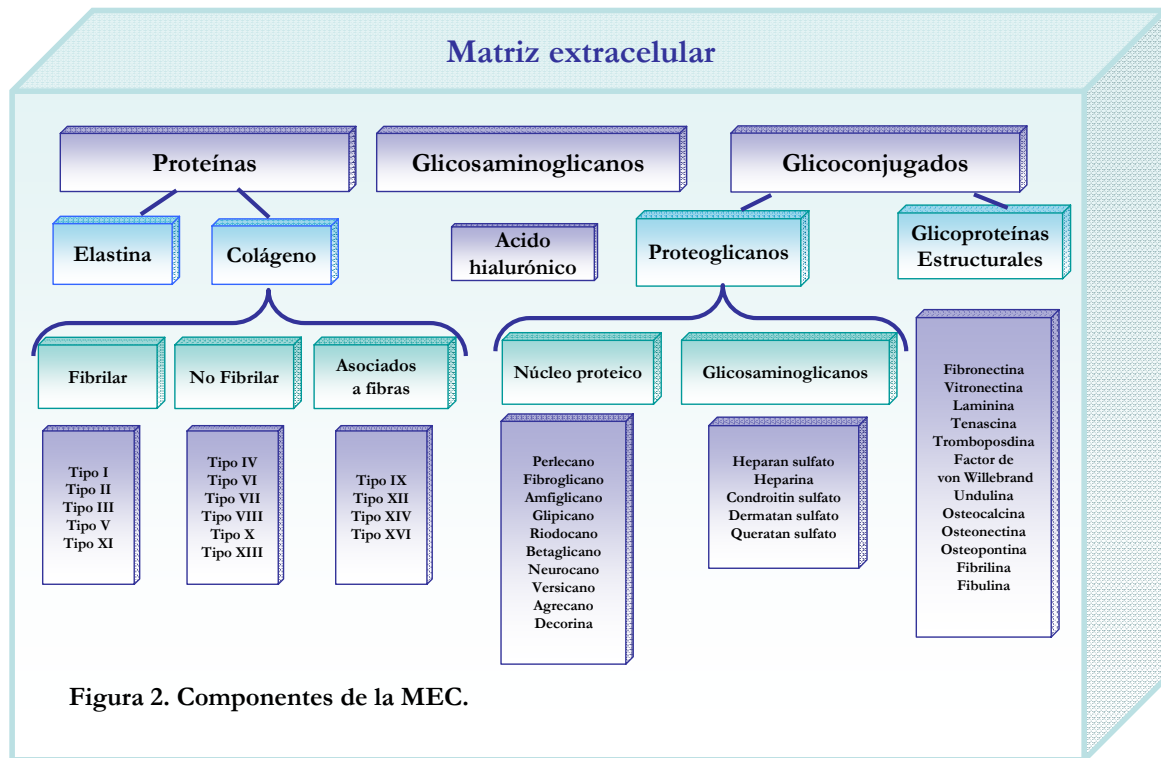 Matriz extracelular
Proteínas
Glicosaminoglicanos
Glicoconjugados
Elastina
Colágeno
Acido
hialurónico
Proteoglicanos
Glicoproteínas
Estructurales
Fibrilar
No Fibrilar
Asociados
a fibras
Núcleo proteico
Glicosaminoglicanos
Tipo I
Tipo II
Tipo III
Tipo V
Tipo XI
Tipo IV
Tipo VI
Tipo VII
Tipo VIII
Tipo X
Tipo XIII
Tipo IX
Tipo XII
Tipo XIV
Tipo XVI
Perlecano
Fibroglicano
Amfiglicano
Glipicano
Riodocano
Betaglicano
Neurocano
Versicano
Agrecano
Decorina
Heparan sulfato
Heparina
Condroitin sulfato
Dermatan sulfato
Queratan sulfato
Fibronectina
Vitronectina
Laminina
Tenascina
Tromboposdina
Factor de
von Willebrand
Undulina
Osteocalcina
Osteonectina
Osteopontina
Fibrilina
Fibulina
Figura 2. Componentes de la MEC.